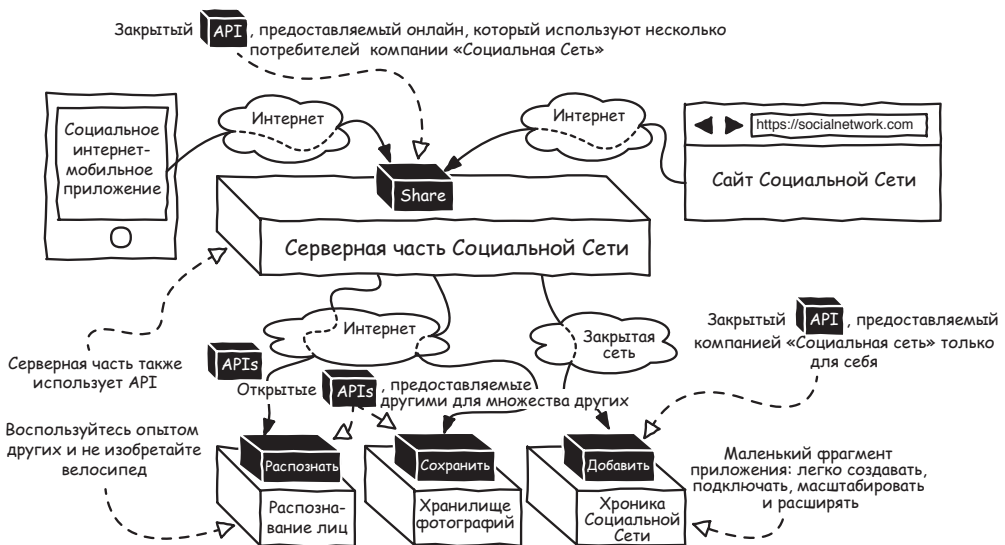 Закрытый API , предоставляемый онлайн, который используют несколько
потребителей компании «Социальная Сеть»
Социальное
интернет-
мобильное
приложение
Интернет
Интернет
https://socialnetwork.com
Сайт Социальной Сети
Share
Серверная часть Социальной Сети
Интернет
Закрытая
сеть
Закрытый API , предоставляемый
компанией «Социальная сеть» только
для себя
Серверная часть также
использует API
APIs
Открытые APIs , предоставляемые
другими для множества других
Воспользуйтесь опытом
других и не изобретайте
велосипед
Распознать
Распозна-
вание лиц
Сохранить
Хранилище
фотографий
Добавить
Хроника
Социальной
Сети
Маленький фрагмент
приложения: легко создавать,
подключать, масштабировать
и расширять